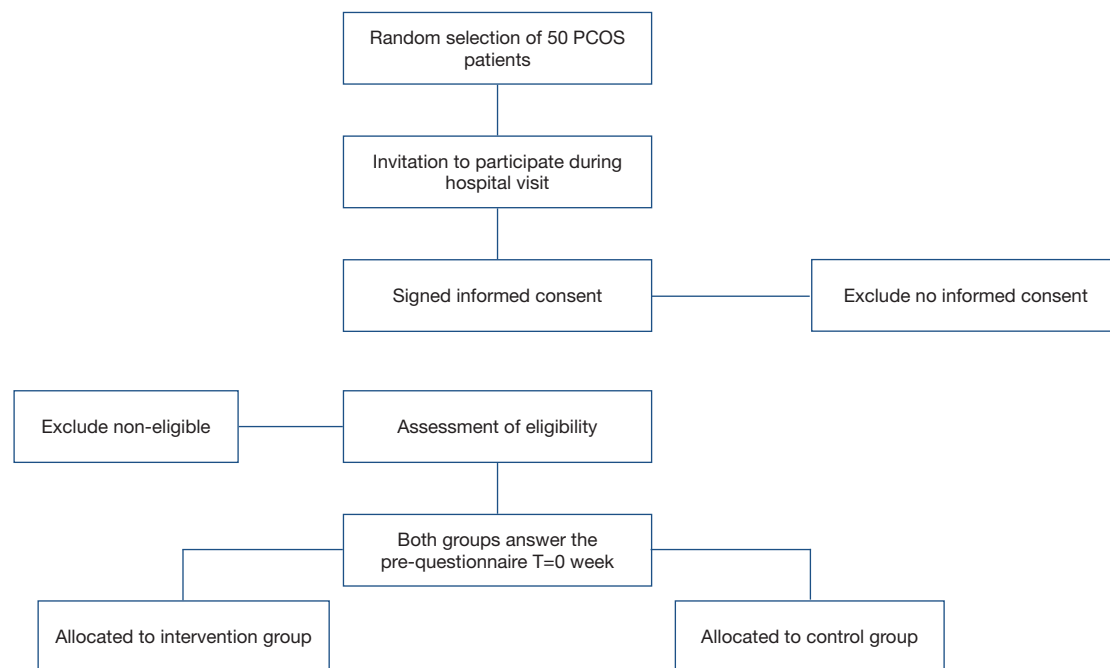 Random selection of 50 PCOS
patients
Invitation to participate during
hospital visit
Signed informed consent
Exclude no informed consent
Exclude non-eligible
Assessment of eligibility
Both groups answer the
pre-questionnaire T=0 week
Allocated to intervention group
Allocated to control group